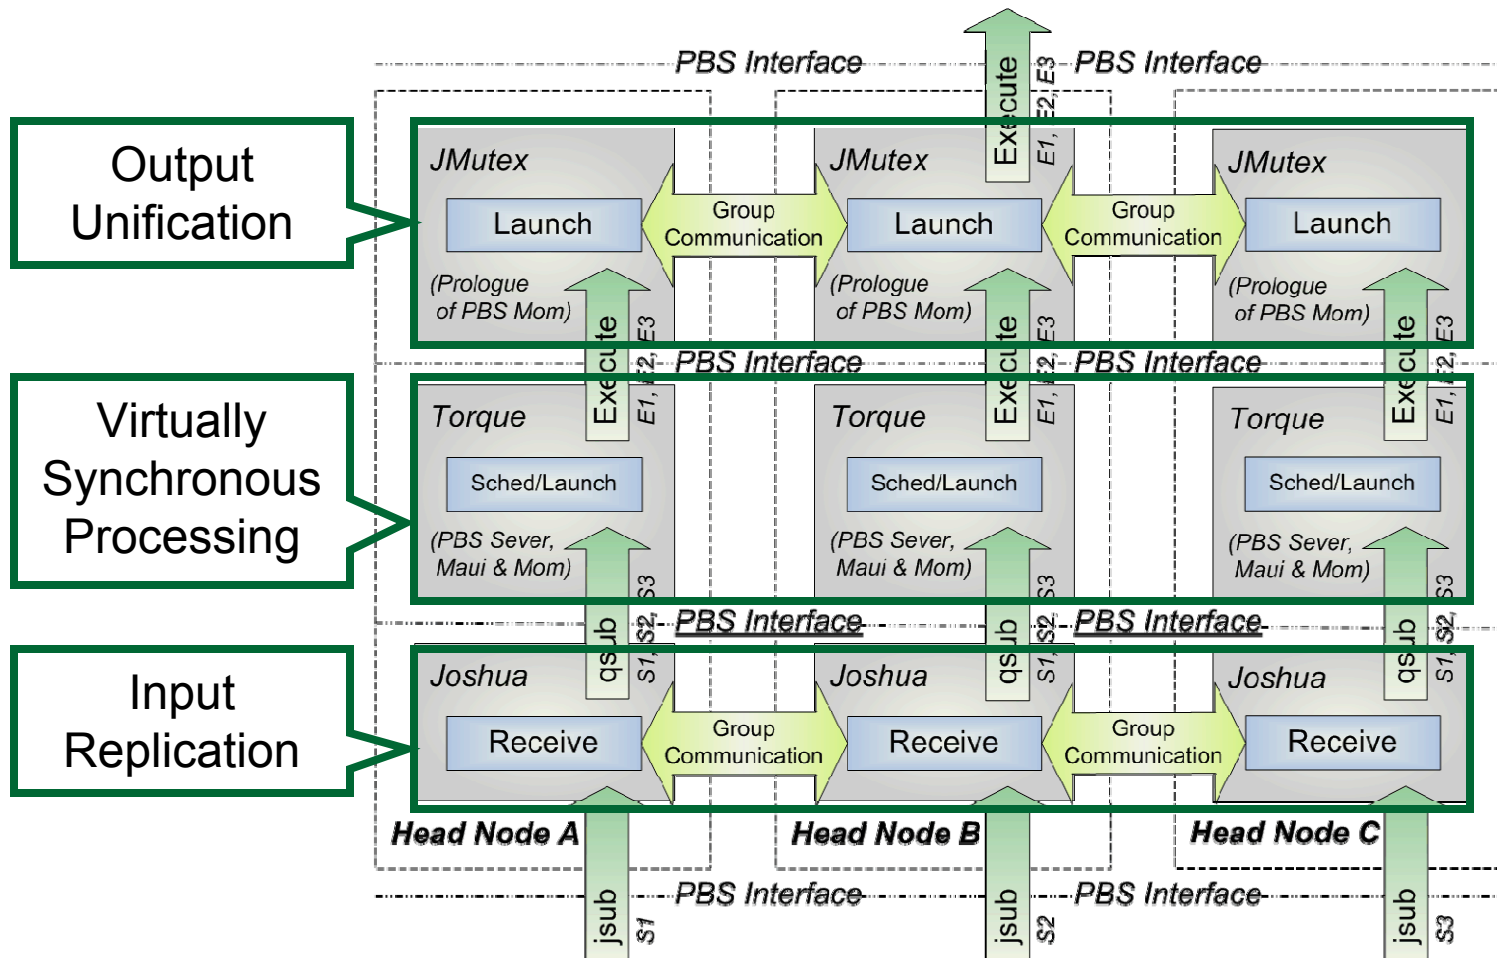 PBS Interface
PBS Interface
Execute
E1, E2, E3
Output
Unification
JMutex
JMutex
JMutex
Launch
Group
Communication
Launch
Group
Communication
Launch
(Prologue
of PBS Mom)
(Prologue
of PBS Mom)
(Prologue
of PBS Mom)
Execute
E1, E2, E3
Execute
E1, E2, E3
Execute
E1, E2, E3
PBS Interface
PBS Interface
Virtually
Synchronous
Processing
Torque
Torque
Torque
Sched/Launch
Sched/Launch
Sched/Launch
(PBS Sever,
Maui & Mom)
(PBS Sever,
Maui & Mom)
(PBS Sever,
Maui & Mom)
qsub
S1, S2, S3
qsub
S1, S2, S3
qsub
S1, S2, S3
PBS Interface
PBS Interface
Input
Replication
Joshua
Joshua
Joshua
Receive
Group
Communication
Receive
Group
Communication
Receive
Head Node A
Head Node B
Head Node C
PBS Interface
PBS Interface
jsub
S1
jsub
S2
jsub
S3